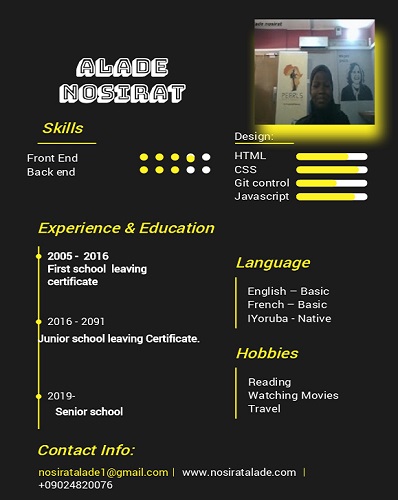 alade nosirat
ALADE
NOSIRAT
Skills
Front End
Back end
Design:
HTML
CSS
Git control
Javascript
Experience & Education
2005 - 2016
First school leaving
certificate
2016 - 2091
Junior school leaving Certificate.
2019-
Senior school
Language
English – Basic
French – Basic
IYoruba - Native
Hobbies
Reading
Watching Movies
Travel
Contact Info:
nosiratalade1@gmail.com | www.nosiratalade.com |
+09024820076